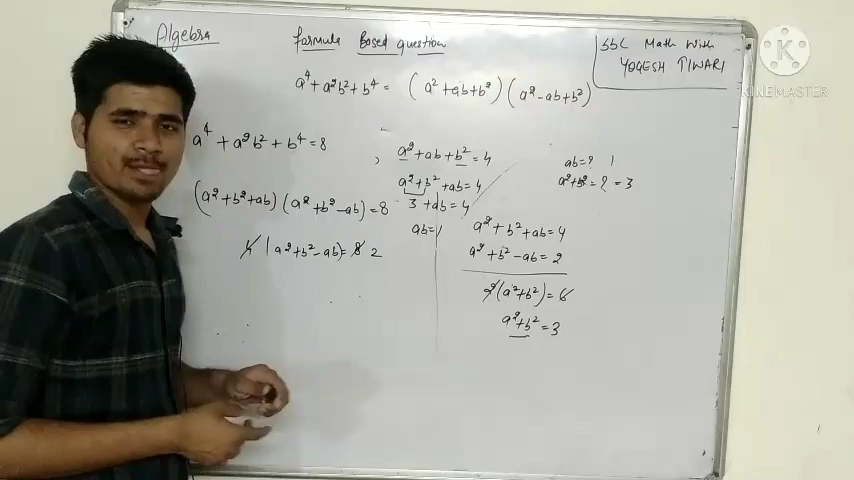 Algebra
formula Based question
SSC Math with
YOGESH TIWARI
KINEMASTER
a⁴ + a²b² + b⁴ = (a² + ab + b²) (a² - ab + b²)
a⁴ + a²b² + b⁴ = 8
, a² + ab + b² = 4
a² + b² + ab = 4
3 + ab = 4
ab = 1
(a² + b² + ab) (a² + b² - ab) = 8
4 (a² + b² - ab) = 8 2
a² + b² + ab = 4
a² + b² - ab = 2
2(a² + b²) = 6
a² + b² = 3
ab = ? 1
a² + b² = ? = 3